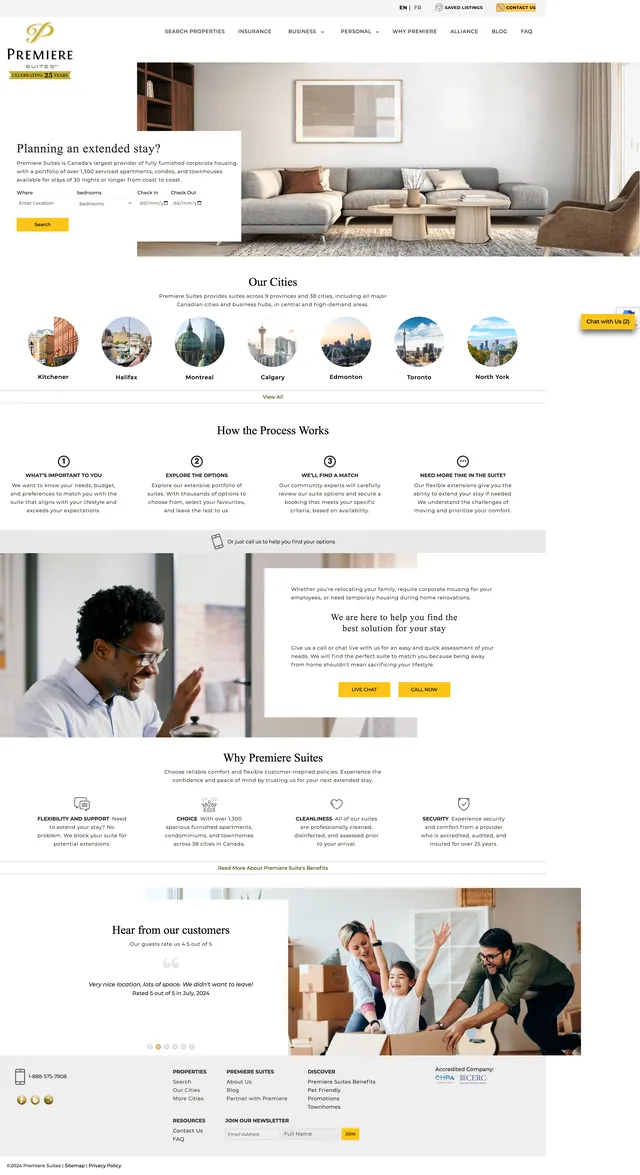 EN | FR
SAVED LISTINGS
CONTACT US
PREMIERE
SUITES
CELEBRATING 25 YEARS
SEARCH PROPERTIES
INSURANCE
BUSINESS
PERSONAL
WHY PREMIERE
ALLIANCE
BLOG
FAQ
Planning an extended stay?
Premiere Suites is Canada's largest provider of fully furnished corporate housing,
with a portfolio of over 1,300 serviced apartments, condos, and townhouses
available for stays of 30 nights or longer from coast to coast.
Where
bedrooms
Check In
Check Out
Enter Location
bedrooms
dd/mm/y
dd/mm/y
Search
Our Cities
Premiere Suites provides suites across 9 provinces and 38 cities, including all major
Canadian cities and business hubs, in central and high-demand areas.
Chat with Us (2)
Kitchener
Halifax
Montreal
Calgary
Edmonton
Toronto
North York
View All
How the Process Works
1
WHAT'S IMPORTANT TO YOU
We want to know your needs, budget,
and preferences to match you with the
suite that aligns with your lifestyle and
exceeds your expectations.
2
EXPLORE THE OPTIONS
Explore our extensive portfolio of
suites. With thousands of options to
choose from, select your favourites,
and leave the rest to us
3
WE'LL FIND A MATCH
Our community experts will carefully
review our suite options and secure a
booking that meets your specific
criteria, based on availability.
NEED MORE TIME IN THE SUITE?
Our flexible extensions give you the
ability to extend your stay if needed.
We understand the challenges of
moving and prioritize your comfort.
Or just call us to help you find your options
Whether you're relocating your family, require corporate housing for your
employees, or need temporary housing during home renovations.
We are here to help you find the
best solution for your stay
Give us a call or chat live with us for an easy and quick assessment of your
needs. We will find the perfect suite to match you because being away
from home shouldn't mean sacrificing your lifestyle.
LIVE CHAT
CALL NOW
Why Premiere Suites
Choose reliable comfort and flexible customer-inspired policies. Experience the
confidence and peace of mind by trusting us for your next extended stay.
FLEXIBILITY AND SUPPORT Need
to extend your stay? No
problem. We block your suite for
potential extensions.
CHOICE With over 1,300
spacious furnished apartments,
condominiums, and townhomes
across 38 cities in Canada.
CLEANLINESS All of our suites
are professionally cleaned,
disinfected, and assessed prior
to your arrival.
SECURITY Experience security
and comfort from a provider
who is accredited, audited, and
insured for over 25 years.
Read More About Premiere Suite's Benefits
Hear from our customers
Our guests rate us 4.5 out of 5
Very nice location, lots of space. We didn't want to leave!
Rated 5 out of 5 in July, 2024
1-888-575-7808
PROPERTIES
Search
Our Cities
More Cities
PREMIERE SUITES
About Us
Blog
Partner with Premiere
DISCOVER
Premiere Suites Benefits
Pet Friendly
Promotions
Townhomes
Accredited Company:
CHPA
CERC
RESOURCES
Contact Us
FAQ
JOIN OUR NEWSLETTER
Email Address
Full Name
JOIN
©2024 Premiere Suites | Sitemap | Privacy Policy